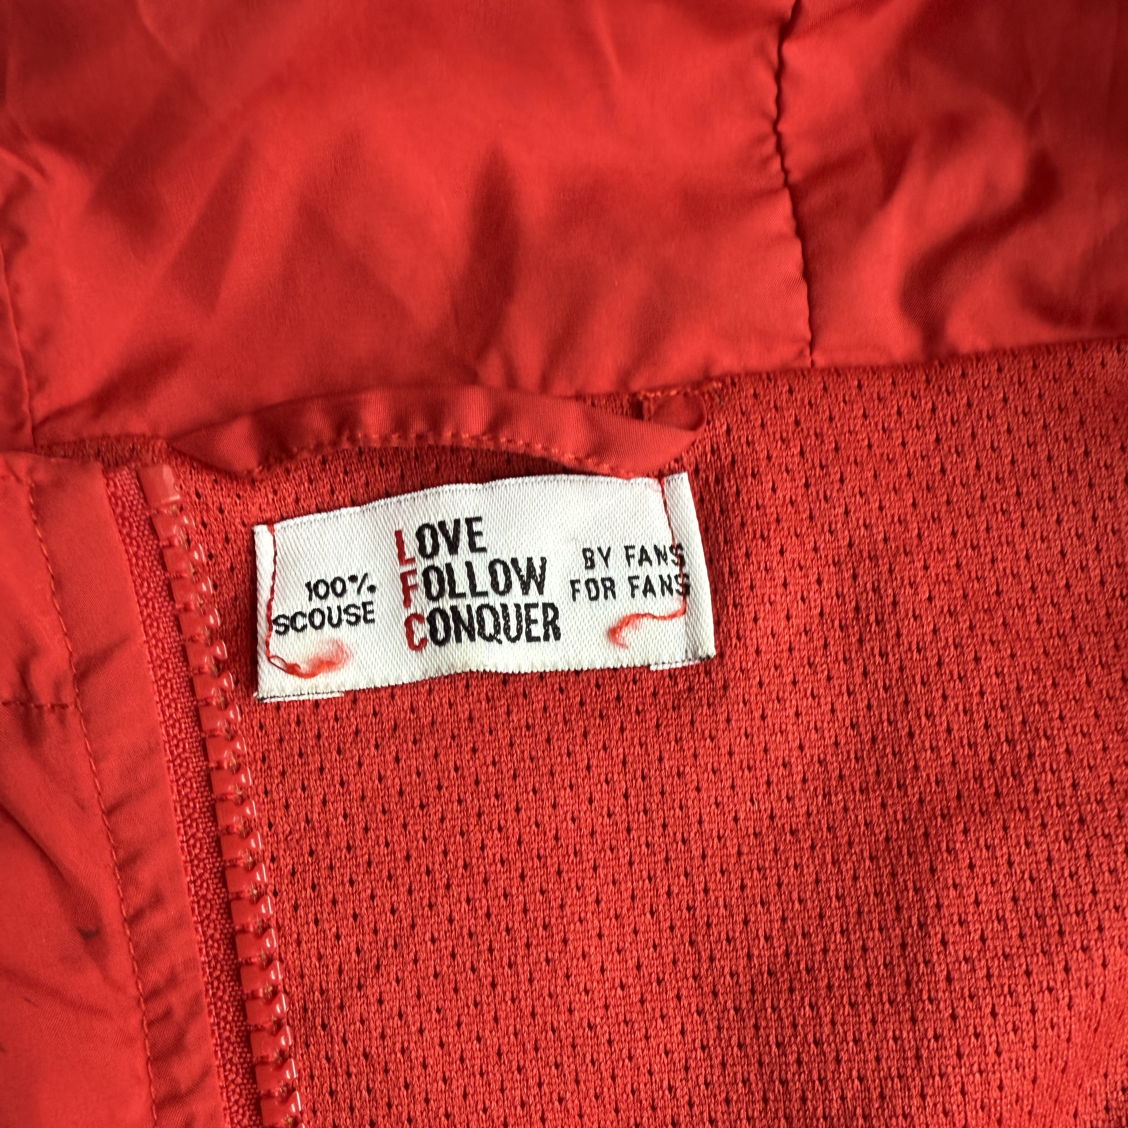 100%
SCOUSE
LOVE
FOLLOW
CONQUER
BY FANS
FOR FANS